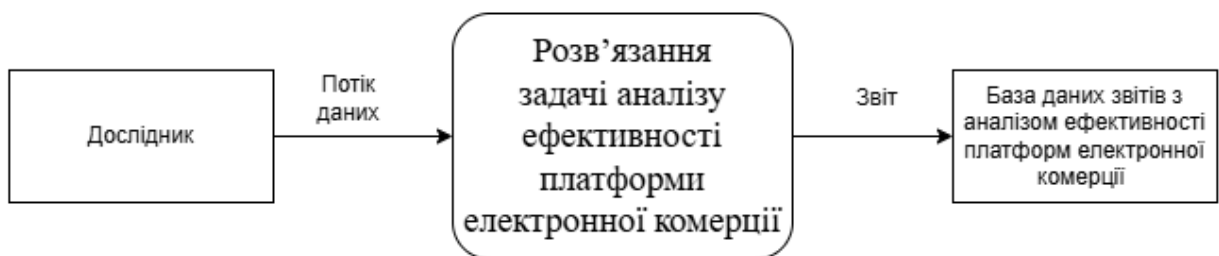 Дослідник
Потік
даних
Розв’язання
задачі аналізу
ефективності
платформи
електронної комерції
Звіт
База даних звітів з
аналізом ефективності
платформ електронної
комерції